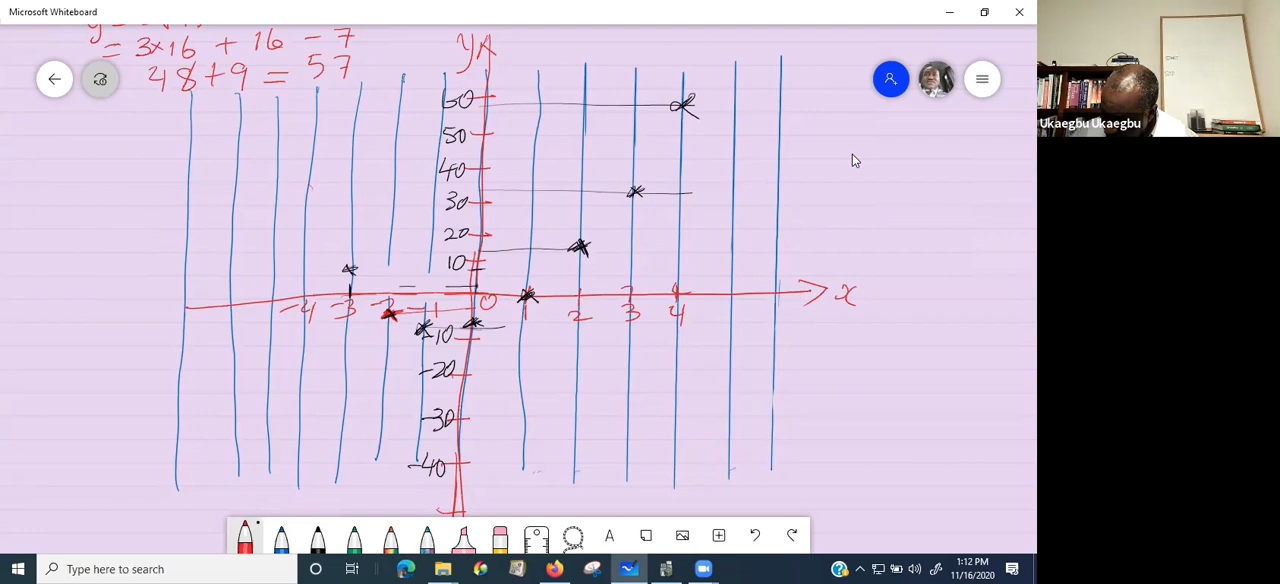 Microsoft Whiteboard
= 3×16 + 16 - 7
48+9 = 57
y
60
50
40
30
20
10
-4 -3 -2 -1 0 1 2 3 4 x
-10
-20
-30
-40
Ukaegbu Ukaegbu
A
Type here to search
1:12 PM
11/16/2020